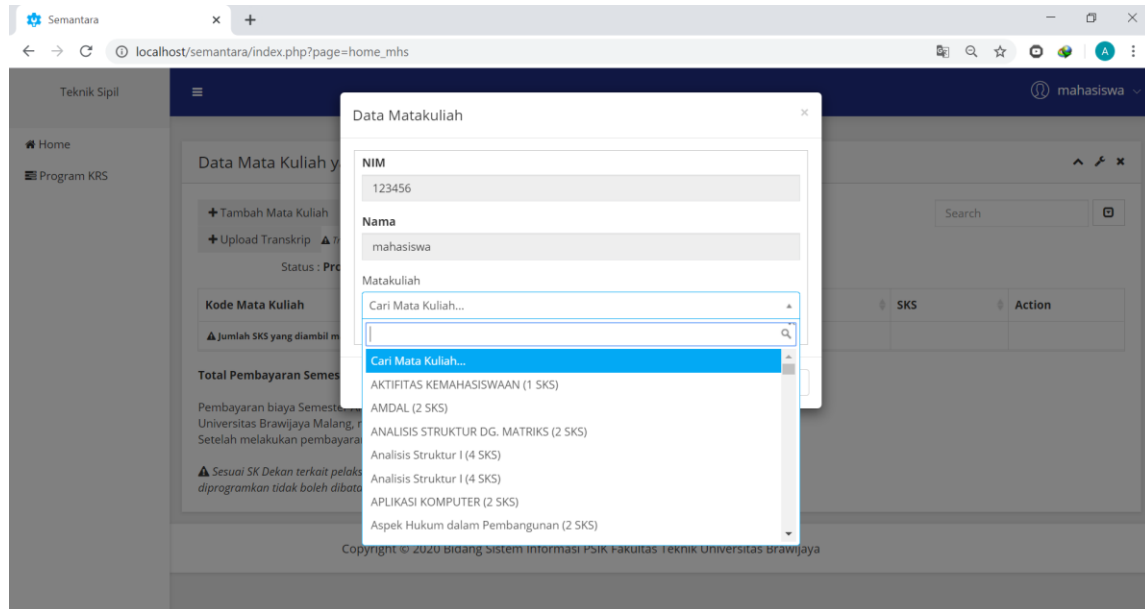 Semantara
localhost/semantara/index.php?page=home_mhs
A
Teknik Sipil
mahasiswa
Home
Program KRS
Data Mata Kuliah y
Tambah Mata Kuliah
Search
Upload Transkrip
Status :
Kode Mata Kuliah
SKS
Action
Jumlah SKS yang diambil m
Total Pembayaran Semes
Pembayaran biaya
Universitas Brawijaya Malang,
Setelah melakukan
Sesuai SK Dekan terkait
diprogramkan tidak boleh
Data Matakuliah
NIM
123456
Nama
mahasiswa
Matakuliah
Cari Mata Kuliah...
Cari Mata Kuliah...
AKTIFITAS KEMAHASISWAAN (1 SKS)
AMDAL (2 SKS)
ANALISIS STRUKTUR DG. MATRIKS (2 SKS)
Analisis Struktur I (4 SKS)
Analisis Struktur I (4 SKS)
APLIKASI KOMPUTER (2 SKS)
Aspek Hukum dalam Pembangunan (2 SKS)
Copyright © 2020 Bidang Sistem Informasi PSIK Fakultas Teknik Universitas Brawijaya